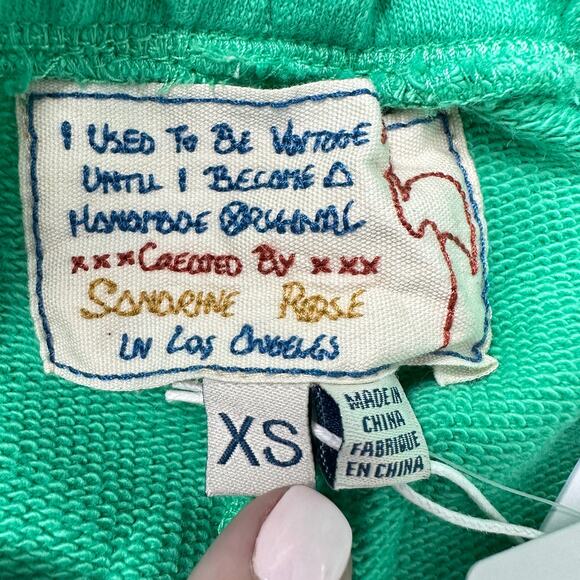 I USED TO BE VINTAGE
UNTIL I BECAME A
HANDMADE ORIGINAL
xxx CREATED BY xxx
SANDRINE ROSE
IN LOS ANGELES
XS
MADE IN
CHINA
FABRIQUE
EN CHINA